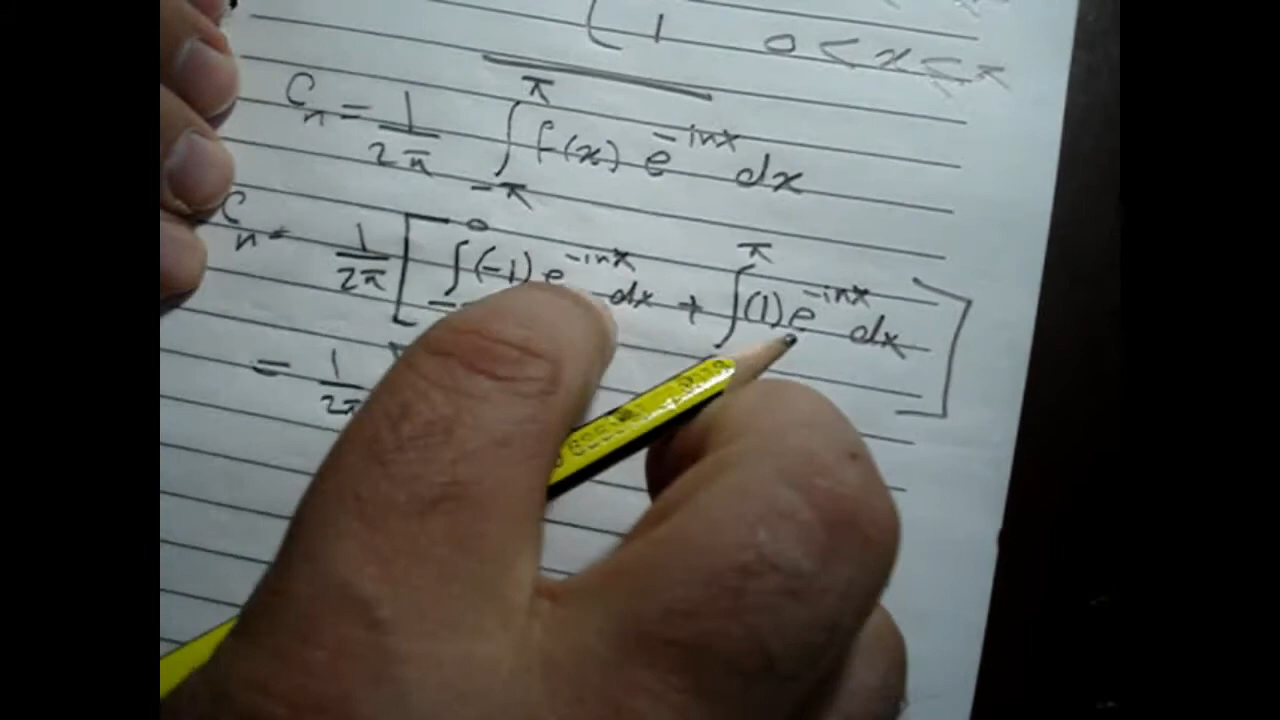 1 0 < x < π
Cn = 1/2π ∫_{-π}^{π} f(x) e^{-inx} dx
Cn = 1/2π [ ∫^{0} (-1) e^{-inx} dx + ∫^{π} (1) e^{-inx} dx ]
= 1/2π [